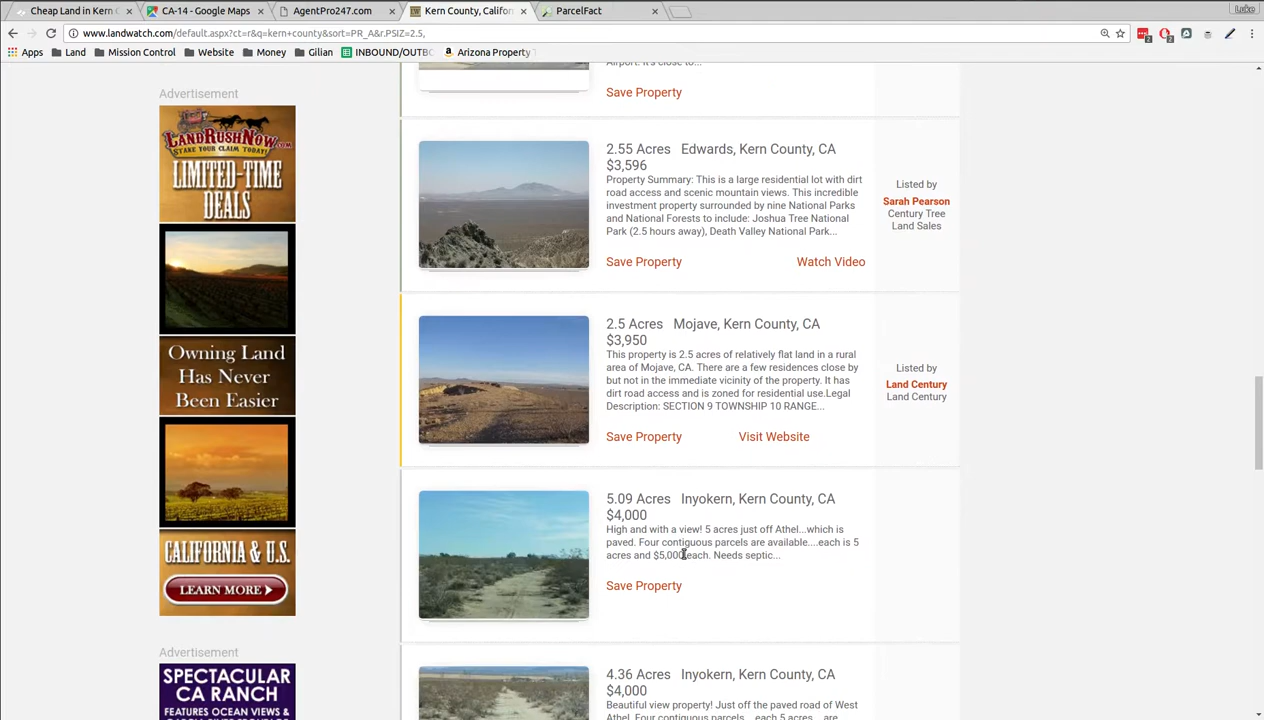 Cheap Land in Kern C
CA-14 - Google Maps
AgentPro247.com
Kern County, Califor
ParcelFact
Luke
www.landwatch.com/default.aspx?ct=r&q=kern+county&sort=PR_A&r.PSIZ=2.5,
Apps
Land
Mission Control
Website
Money
Gilian
INBOUND/OUTBO
Arizona Property
Airport. It's close to...
Save Property
Advertisement
LANDRUSHNOW.COM
STAKE YOUR CLAIM TODAY!
LIMITED-TIME
DEALS
Owning Land
Has Never
Been Easier
CALIFORNIA & U.S.
LEARN MORE
Advertisement
SPECTACULAR
CA RANCH
2.55 Acres Edwards, Kern County, CA
$3,596
Property Summary: This is a large residential lot with dirt
road access and scenic mountain views. This incredible
investment property surrounded by nine National Parks
and National Forests to include: Joshua Tree National
Park (2.5 hours away), Death Valley National Park...
Save Property
Watch Video
Listed by
Sarah Pearson
Century Tree
Land Sales
2.5 Acres Mojave, Kern County, CA
$3,950
This property is 2.5 acres of relatively flat land in a rural
area of Mojave, CA. There are a few residences close by
but not in the immediate vicinity of the property. It has
dirt road access and is zoned for residential use.Legal
Description: SECTION 9 TOWNSHIP 10 RANGE...
Save Property
Visit Website
Listed by
Land Century
Land Century
5.09 Acres Inyokern, Kern County, CA
$4,000
High and with a view! 5 acres just off Athel...which is
paved. Four contiguous parcels are available....each is 5
acres and $5,000 each. Needs septic...
Save Property
4.36 Acres Inyokern, Kern County, CA
$4,000
Beautiful view property! Just off the paved road of West
Athel. Four contiguous parcels....each 5 acres....are